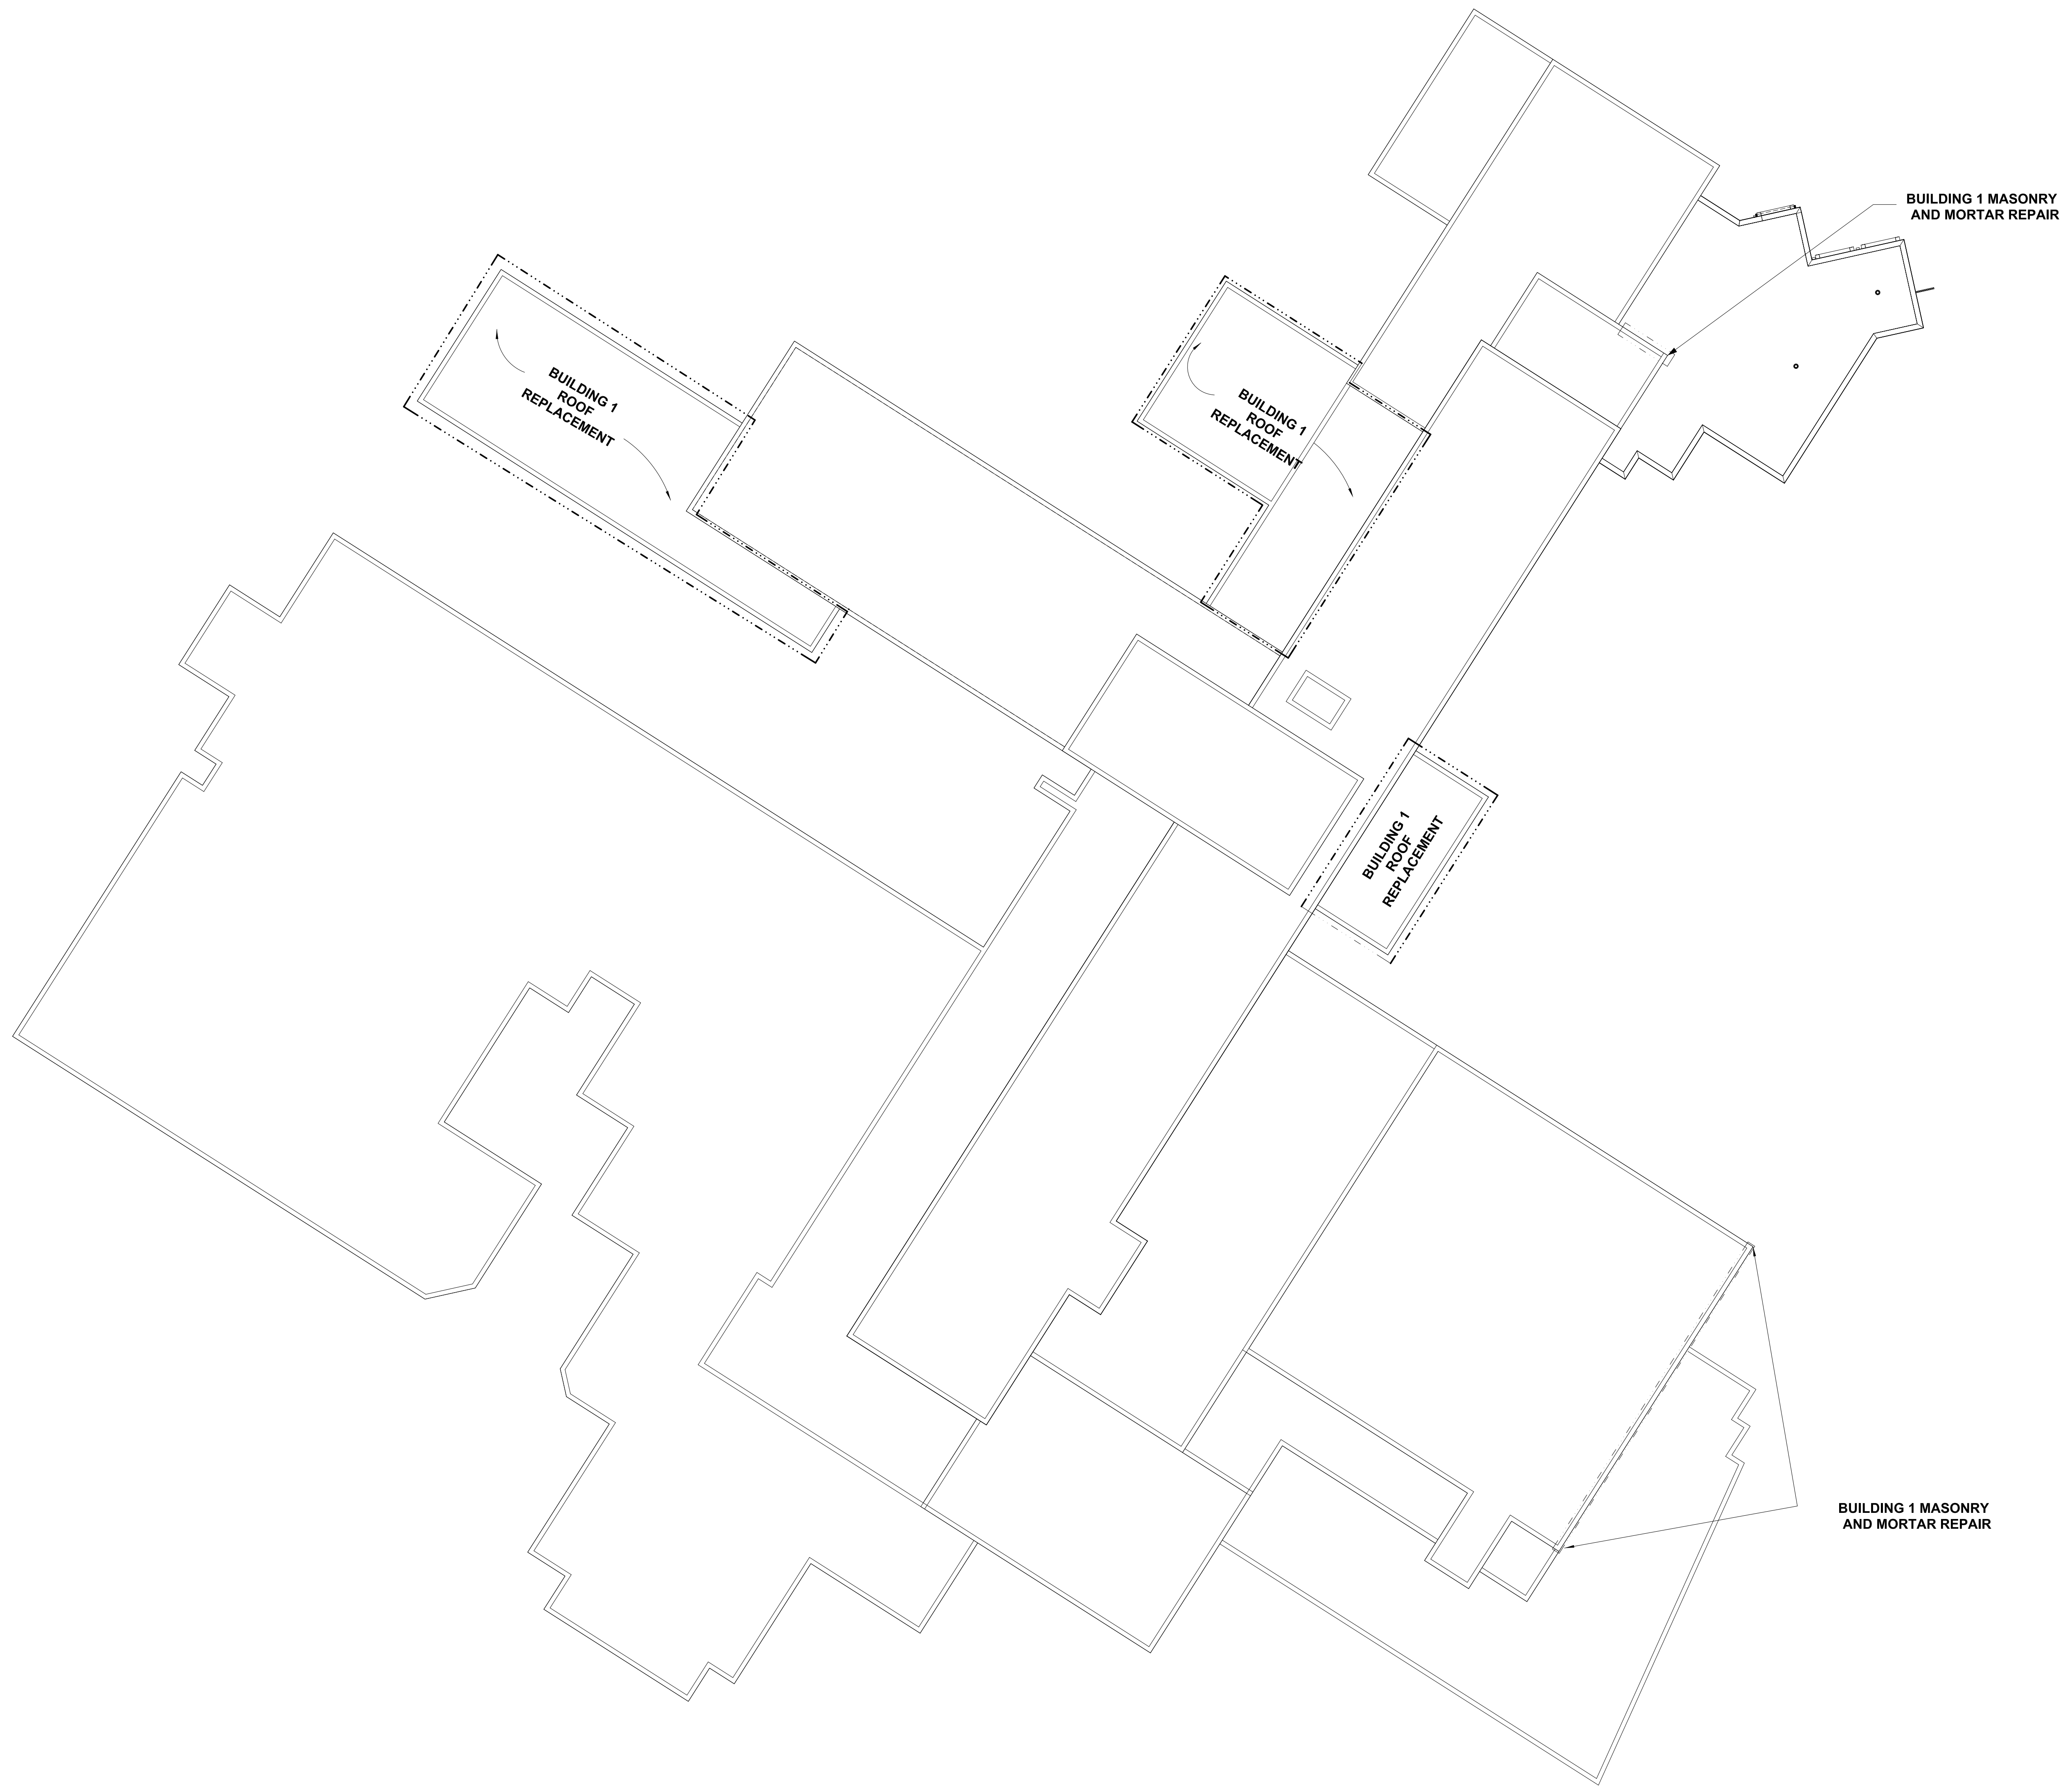 BUILDING 1 MASONRY
AND MORTAR REPAIR
BUILDING 1
ROOF
REPLACEMENT
BUILDING 1
ROOF
REPLACEMENT
BUILDING 1
ROOF
REPLACEMENT
BUILDING 1 MASONRY
AND MORTAR REPAIR